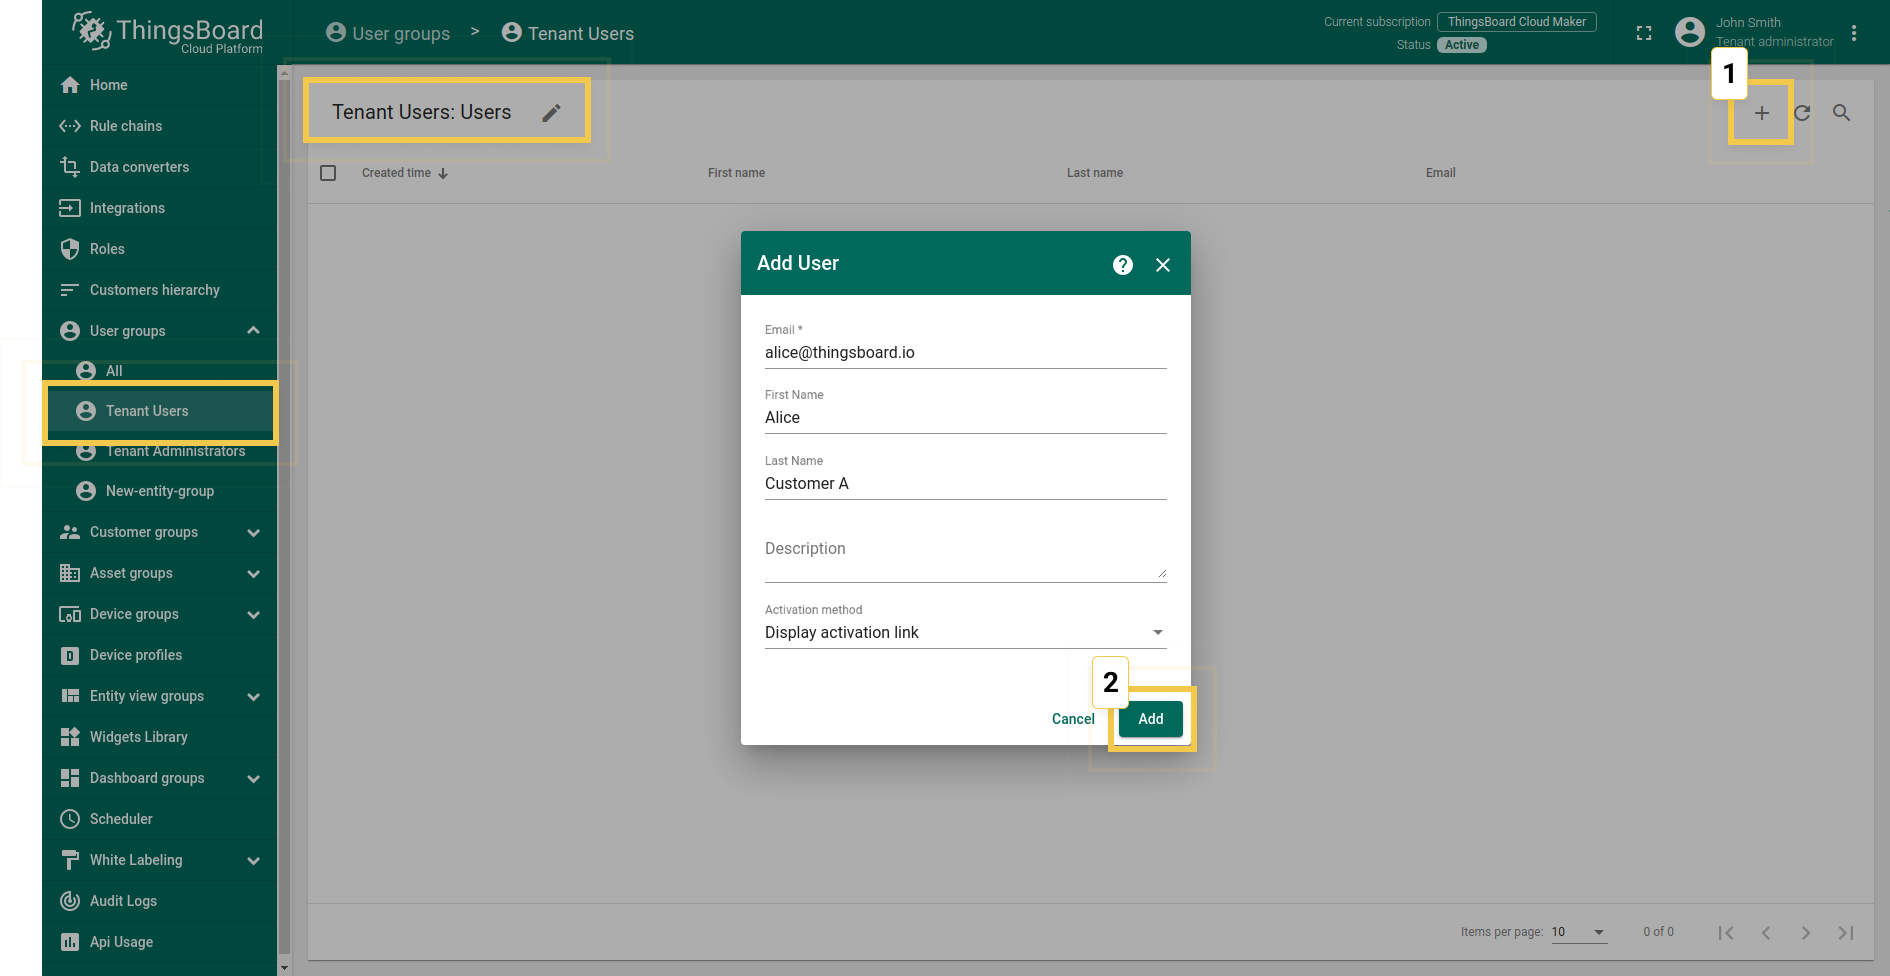 ThingsBoard
Cloud Platform
User groups > Tenant Users
Current subscription ThingsBoard Cloud Maker
Status Active
John Smith
Tenant administrator
Home
Rule chains
Data converters
Integrations
Roles
Customers hierarchy
User groups
All
Tenant Users
Tenant Administrators
New-entity-group
Customer groups
Asset groups
Device groups
Device profiles
Entity view groups
Widgets Library
Dashboard groups
Scheduler
White Labeling
Audit Logs
Api Usage
Tenant Users: Users
1
Created time First name Last name Email
Add User
Email *
alice@thingsboard.io
First Name
Alice
Last Name
Customer A
Description
Activation method
Display activation link
2
Cancel Add
Items per page: 10 0 of 0